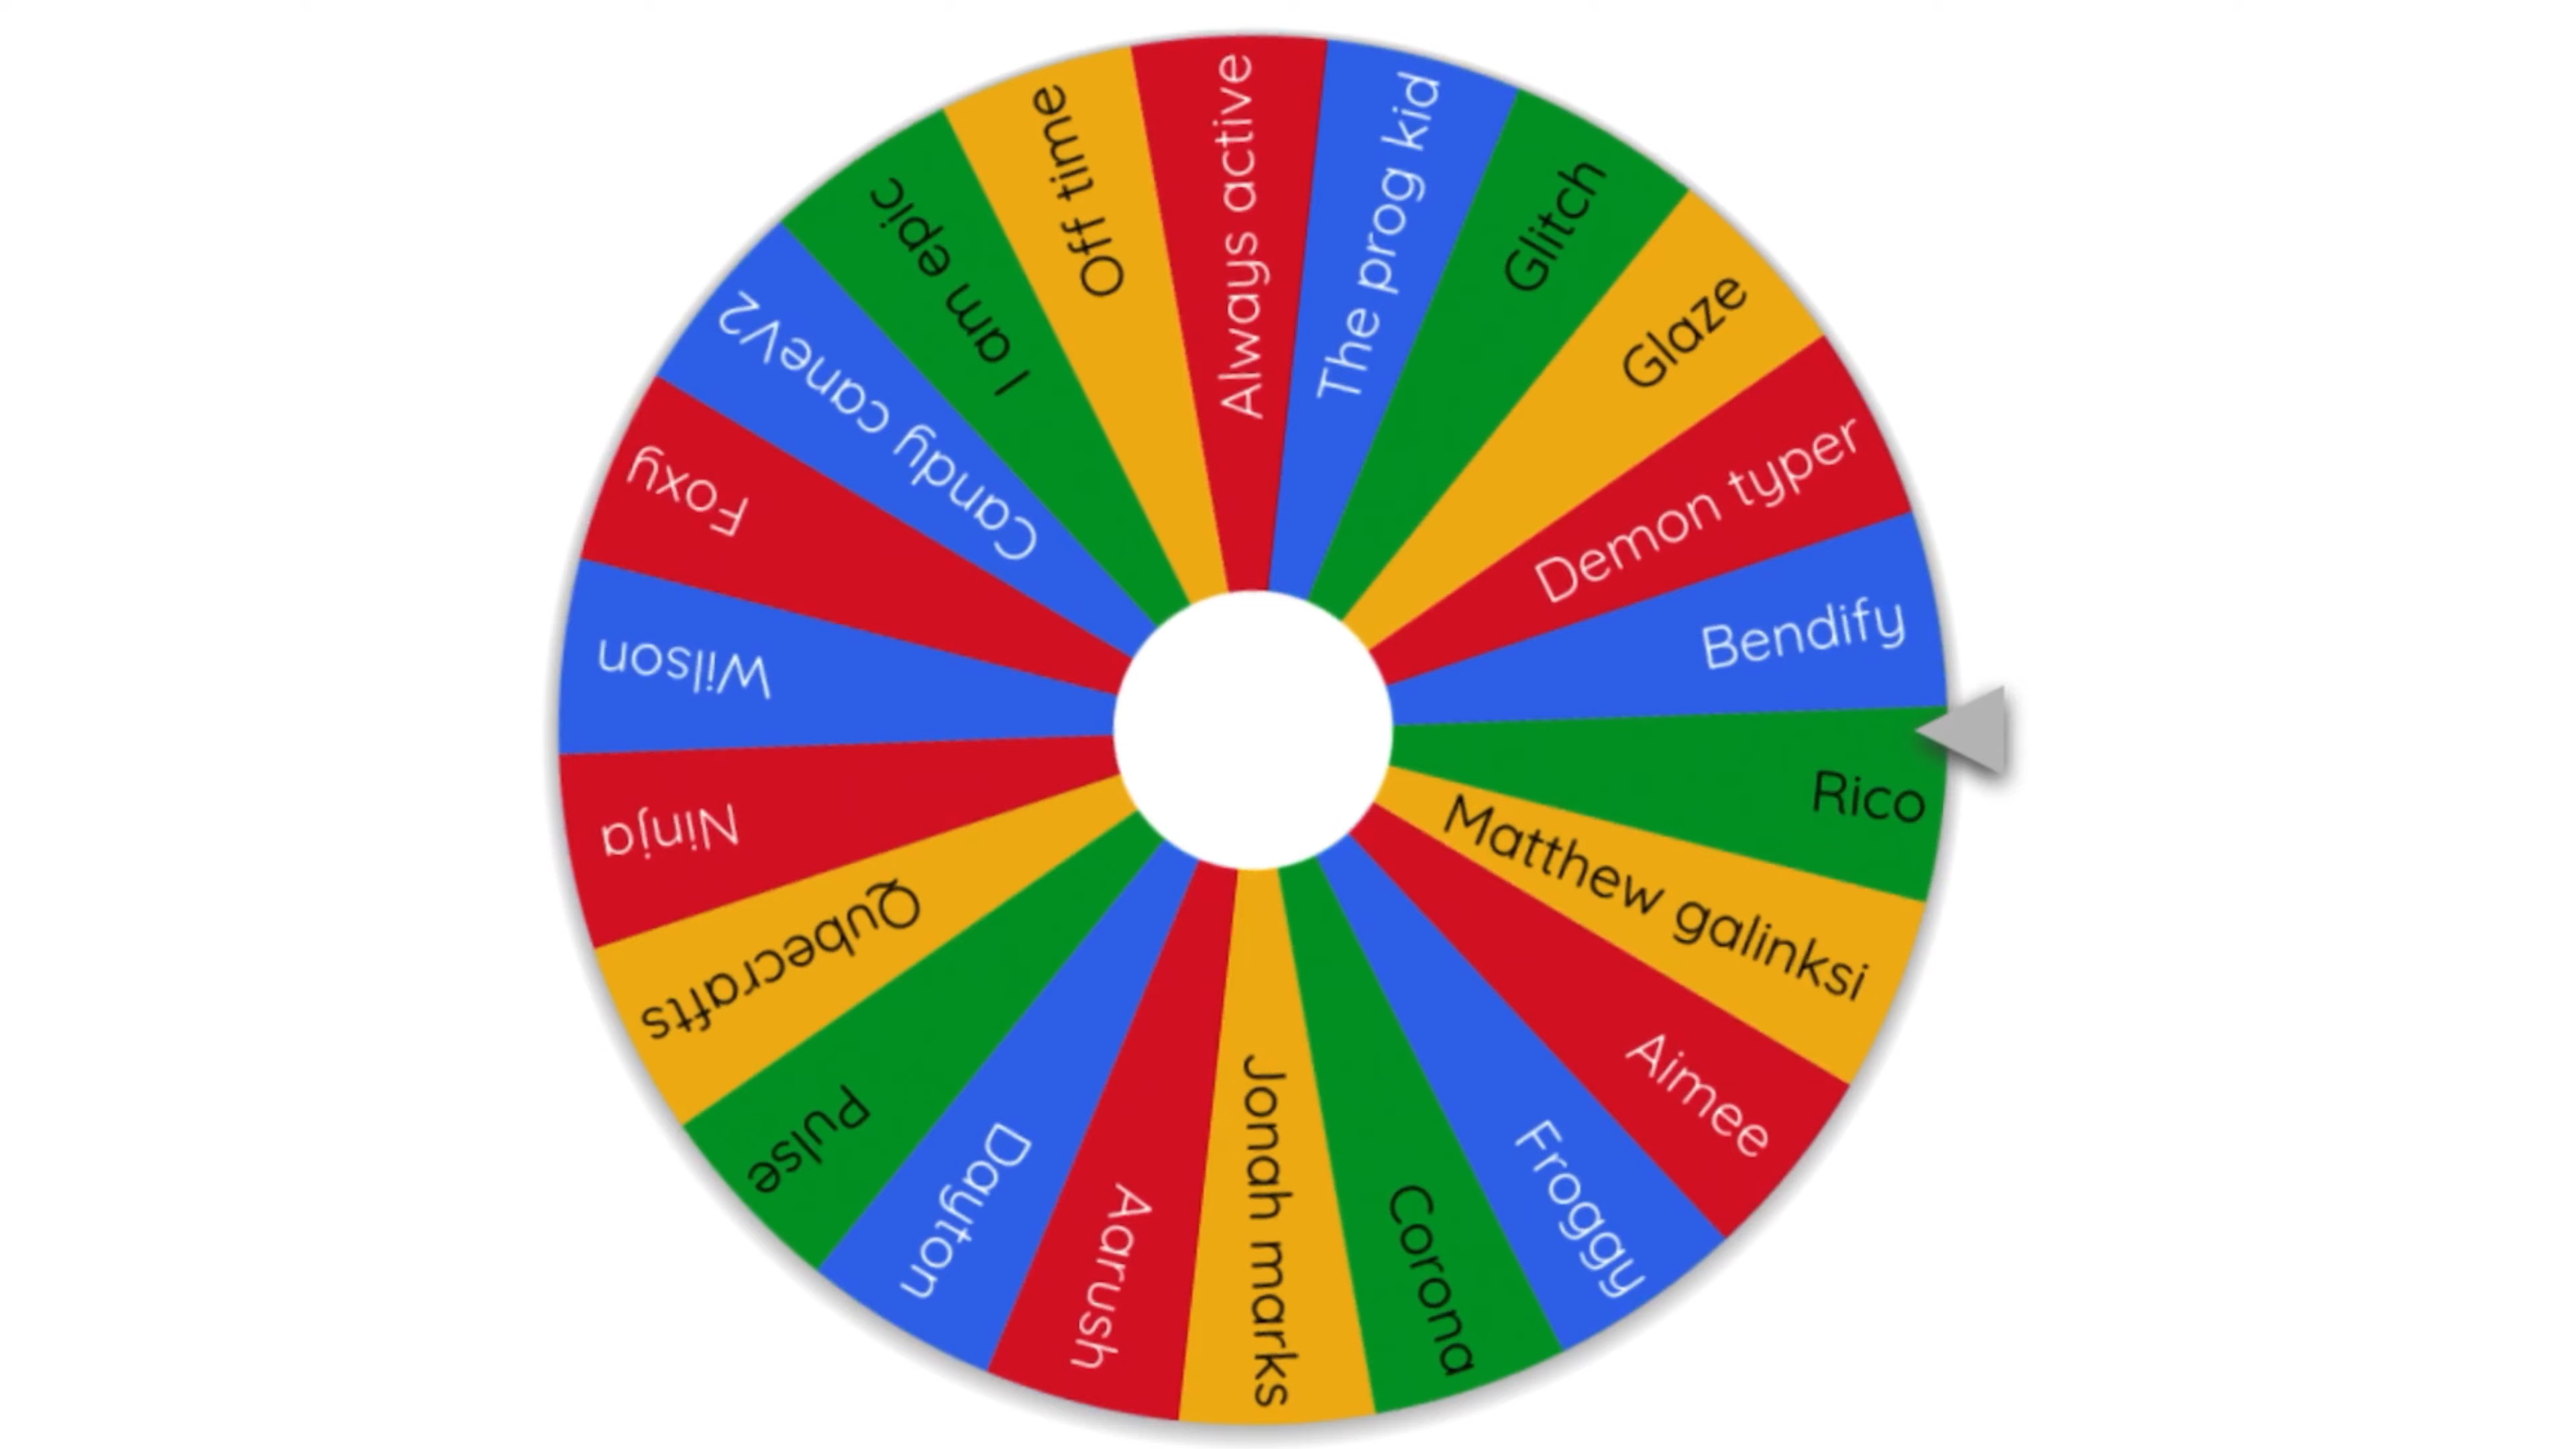 Always active
The prog kid
Glitch
Glaze
Demon typer
Bendify
Rico
Matthew galinksi
Aimee
Froggy
Corona
Jonah marks
Aarush
Dayton
Pulse
Qubecrafts
Ninja
Wilson
Foxy
Candy caneV2
I am epic
Off time